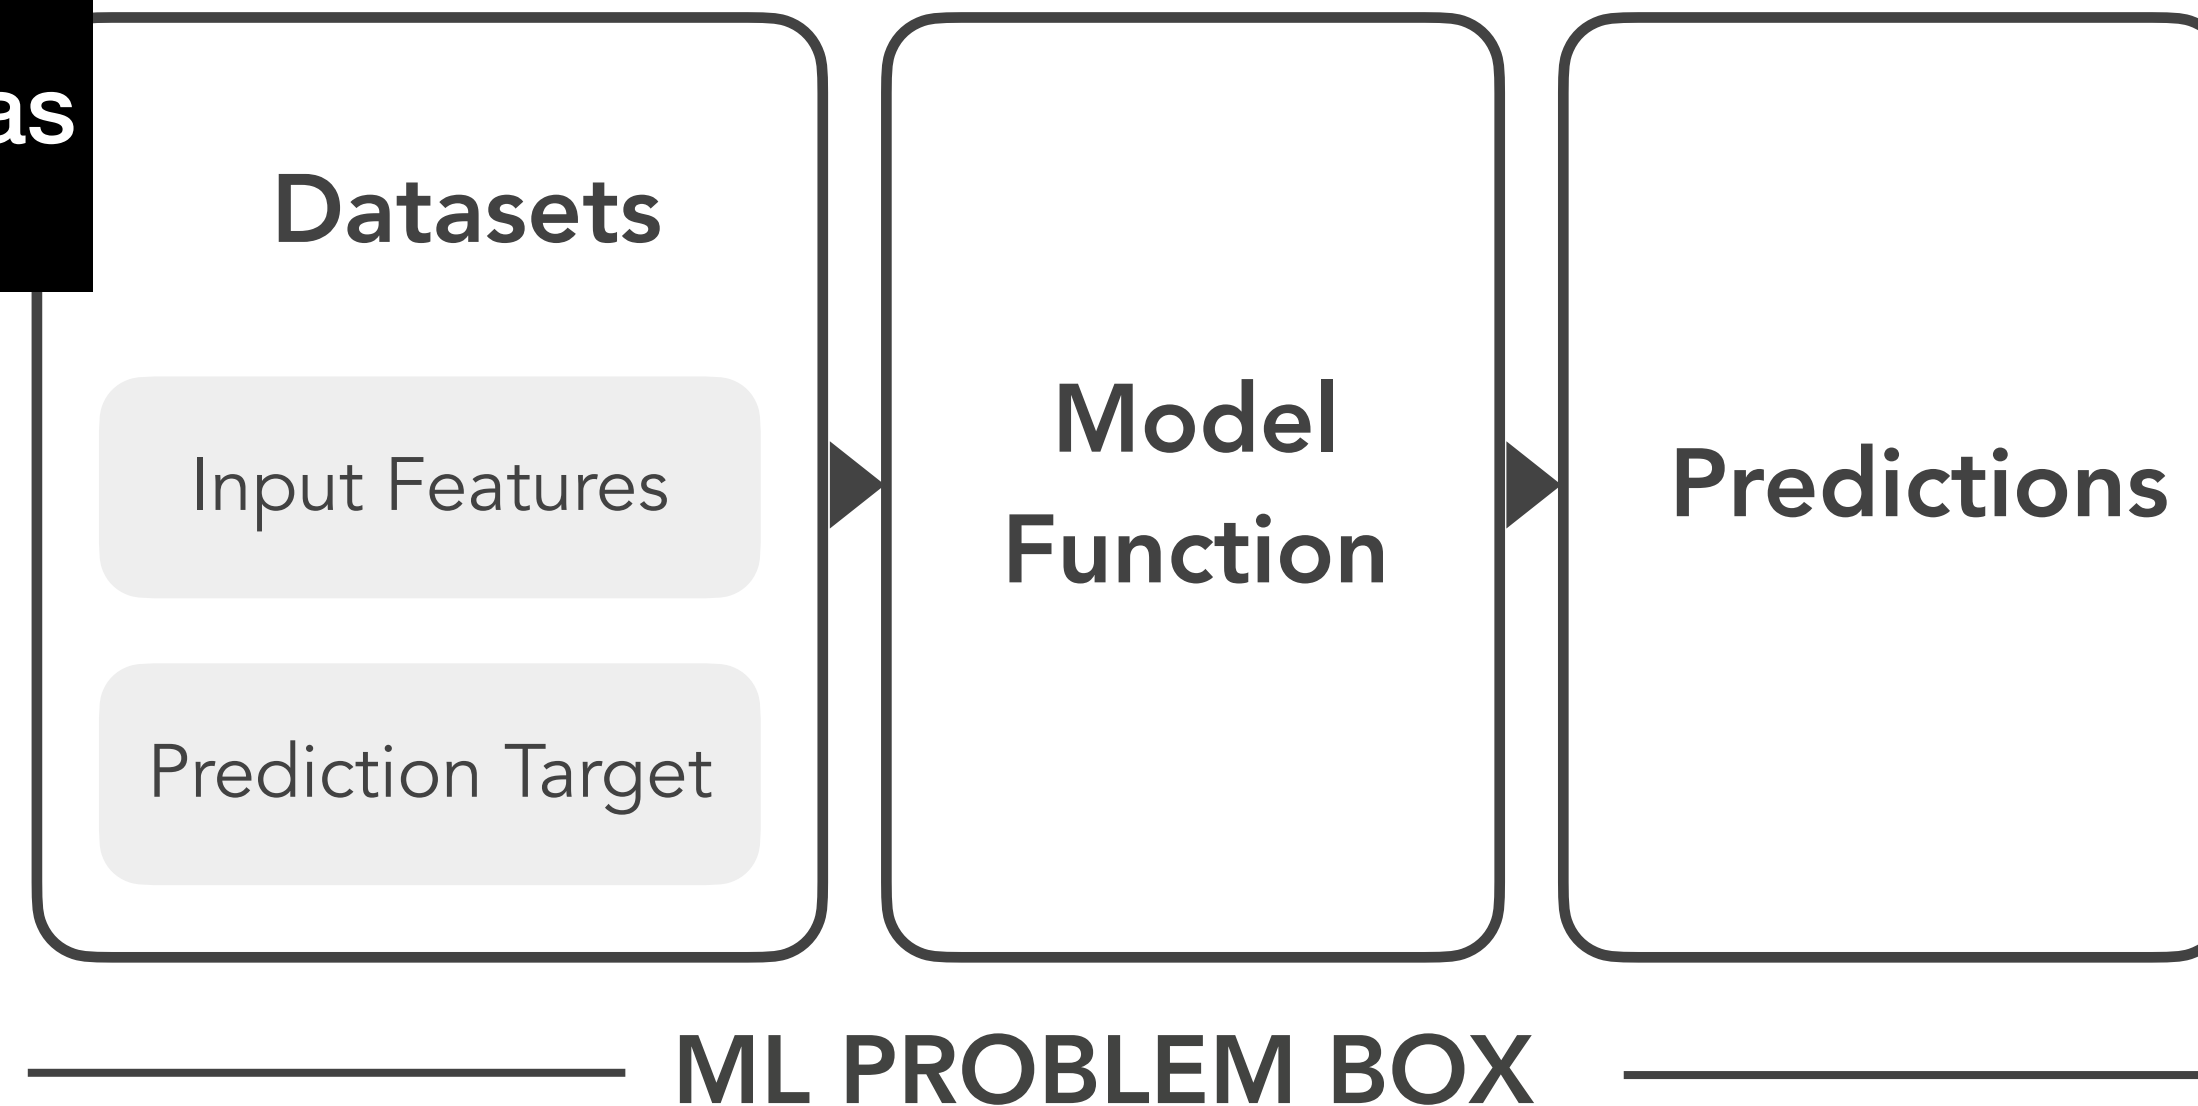 as
Datasets
Input Features
Prediction Target
Model
Function
Predictions
ML PROBLEM BOX